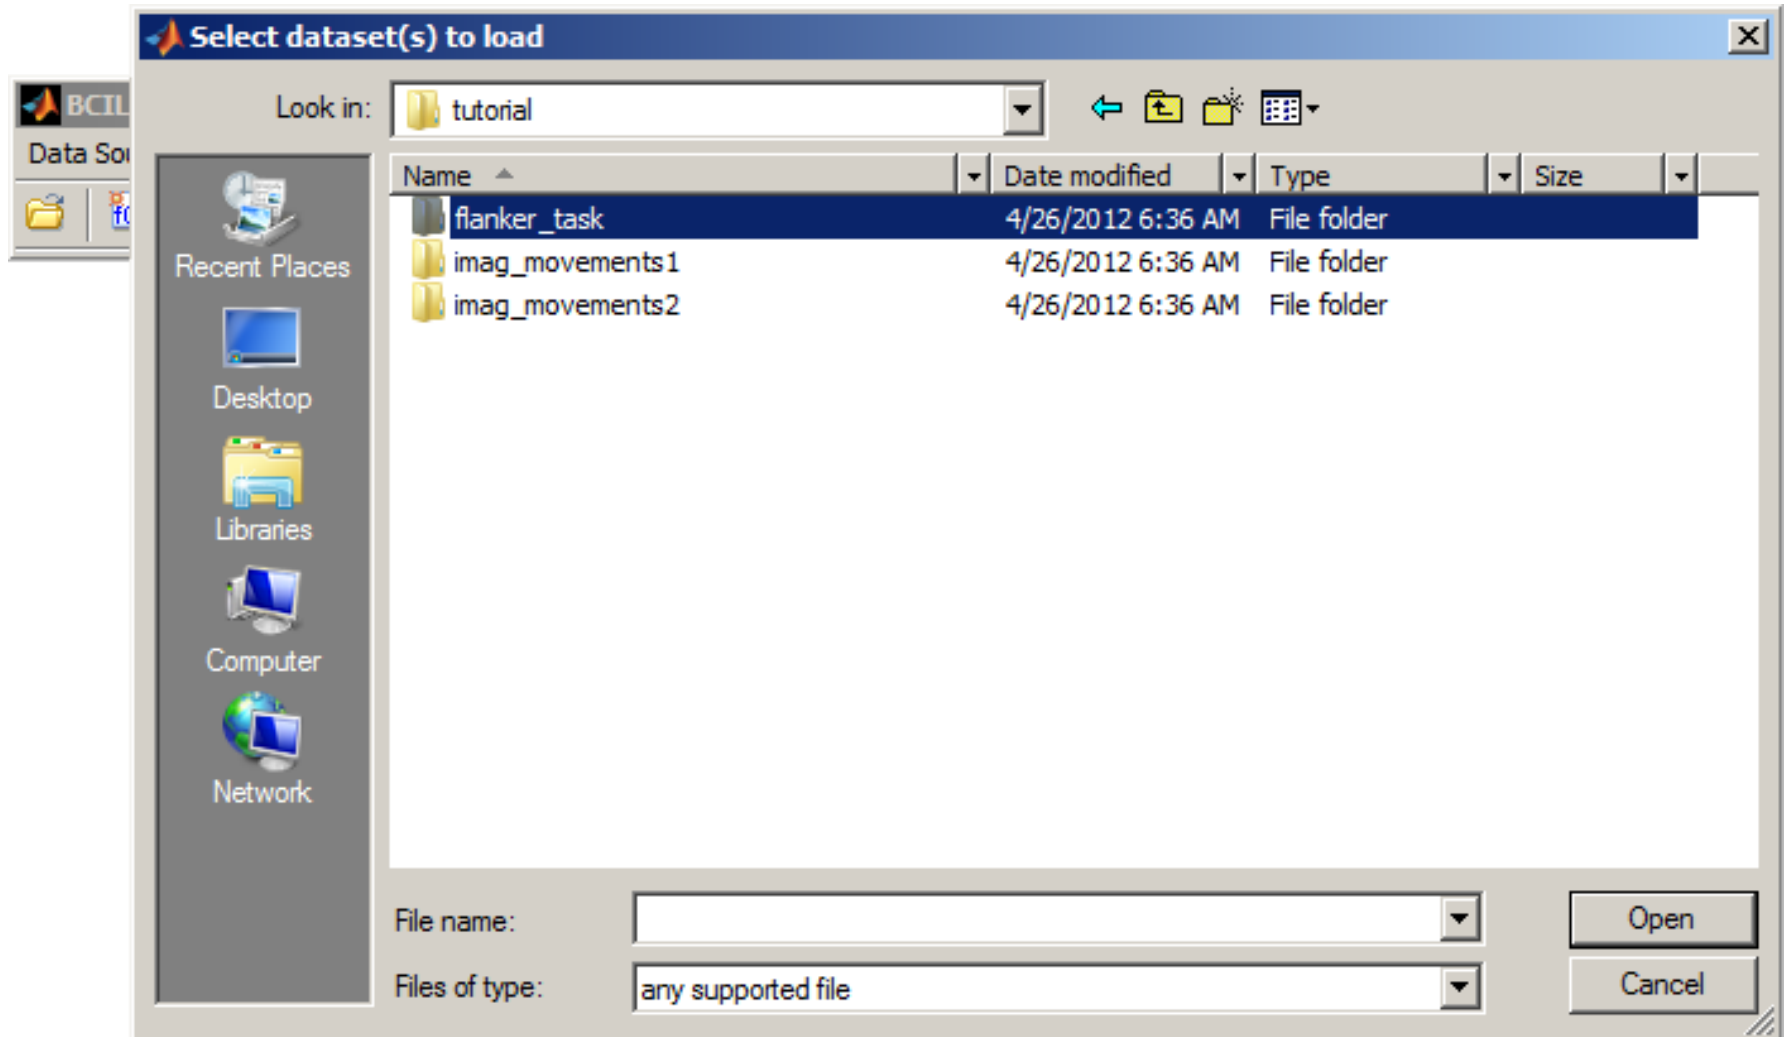 Select dataset(s) to load
BCIL
Look in: tutorial
Data Sou
Name Date modified Type Size
flanker_task 4/26/2012 6:36 AM File folder
imag_movements1 4/26/2012 6:36 AM File folder
imag_movements2 4/26/2012 6:36 AM File folder
Recent Places
Desktop
Libraries
Computer
Network
File name: Open
Files of type: any supported file Cancel